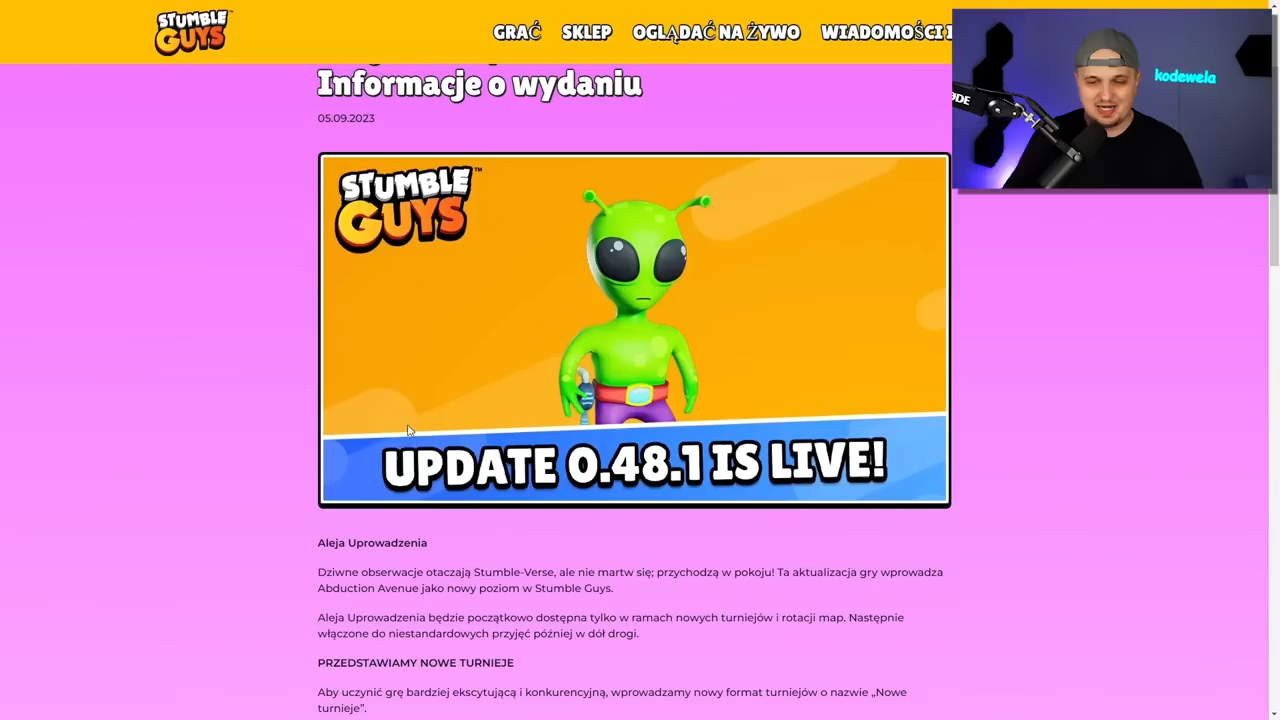 STUMBLE
GUYS
GRAĆ SKLEP OGLĄDAĆ NA ŻYWO WIADOMOŚCI I
kodewela
Informacje o wydaniu
05.09.2023
STUMBLE
GUYS
UPDATE 0.48.1 IS LIVE!
Aleja Uprowadzenia
Dziwne obserwacje otaczają Stumble-Verse, ale nie martw się; przychodzą w pokoju! Ta aktualizacja gry wprowadza
Abduction Avenue jako nowy poziom w Stumble Guys.
Aleja Uprowadzenia będzie początkowo dostępna tylko w ramach nowych turniejów i rotacji map. Następnie
włączone do niestandardowych przyjęć później w dół drogi.
PRZEDSTAWIAMY NOWE TURNIEJE
Aby uczynić grę bardziej ekscytującą i konkurencyjną, wprowadzamy nowy format turniejów o nazwie „Nowe
turnieje”.